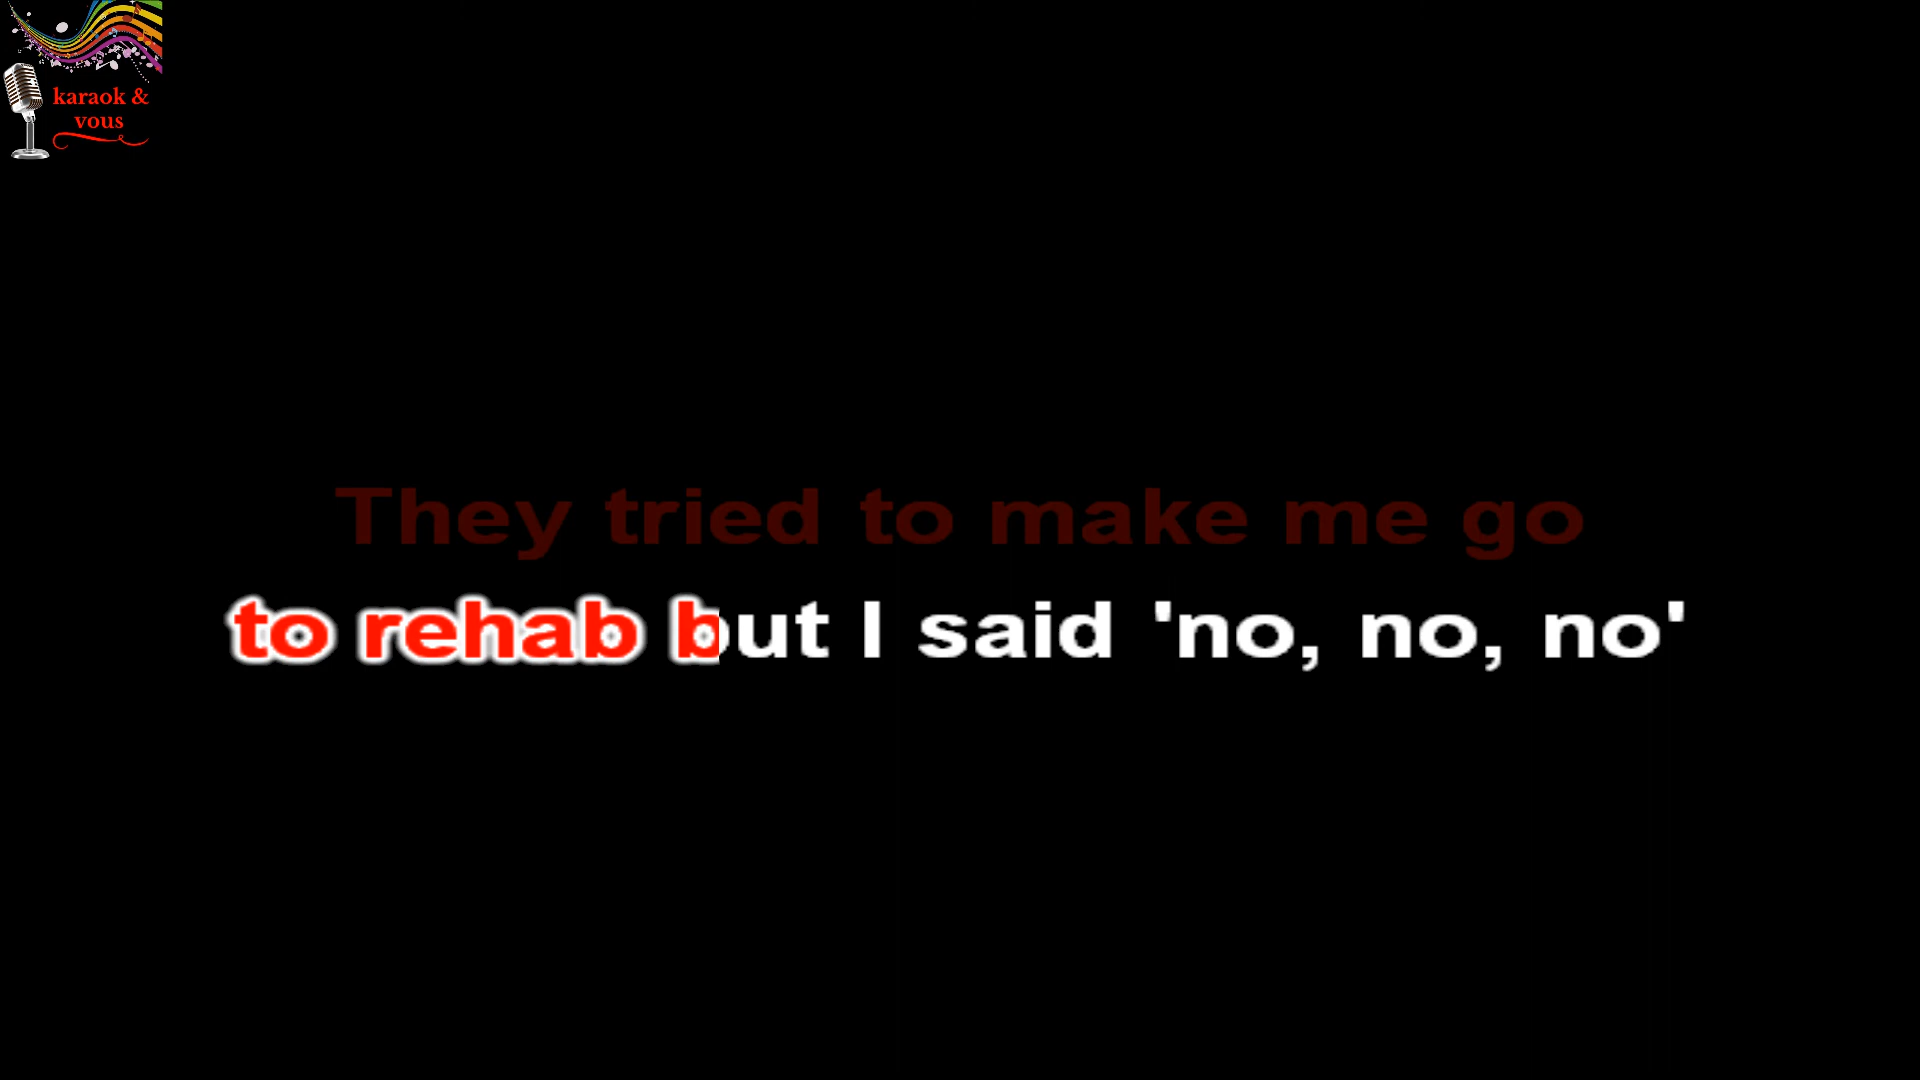 karaok &
vous
They tried to make me go
to rehab but I said 'no, no, no'